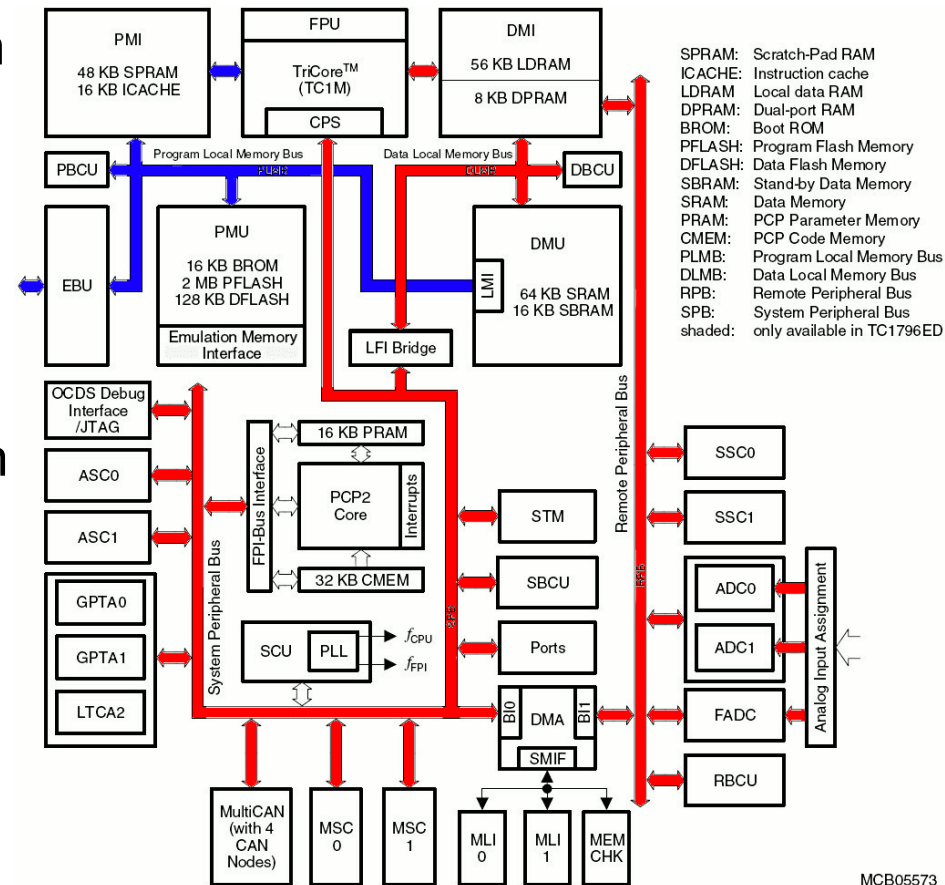 PMI
48 KB SPRAM
16 KB ICACHE
FPU
TriCore™
(TC1M)
CPS
DMI
56 KB LDRAM
8 KB DPRAM
SPRAM: Scratch-Pad RAM
ICACHE: Instruction cache
LDRAM Local data RAM
DPRAM: Dual-port RAM
BROM: Boot ROM
PFLASH: Program Flash Memory
DFLASH: Data Flash Memory
SBRAM: Stand-by Data Memory
SRAM: Data Memory
PRAM: PCP Parameter Memory
CMEM: PCP Code Memory
PLMB: Program Local Memory Bus
DLMB: Data Local Memory Bus
RPB: Remote Peripheral Bus
SPB: System Peripheral Bus
shaded: only available in TC1796ED
PBCU
Program Local Memory Bus
Data Local Memory Bus
DBCU
EBU
PMU
16 KB BROM
2 MB PFLASH
128 KB DFLASH
Emulation Memory
Interface
DMU
LMI
64 KB SRAM
16 KB SBRAM
LFI Bridge
OCDS Debug
Interface
/JTAG
ASC0
ASC1
GPTA0
GPTA1
LTCA2
System Peripheral Bus
FPI-Bus Interface
16 KB PRAM
PCP2
Core
Interrupts
32 KB CMEM
SCU
PLL
fCPU
fFPI
SPB
STM
SBCU
Ports
BI0
DMA
BI1
SMIF
Remote Peripheral Bus
RPB
SSC0
SSC1
ADC0
ADC1
FADC
RBCU
Analog Input Assignment
MultiCAN
(with 4
CAN
Nodes)
MSC
0
MSC
1
MLI
0
MLI
1
MEM
CHK
MCB05573